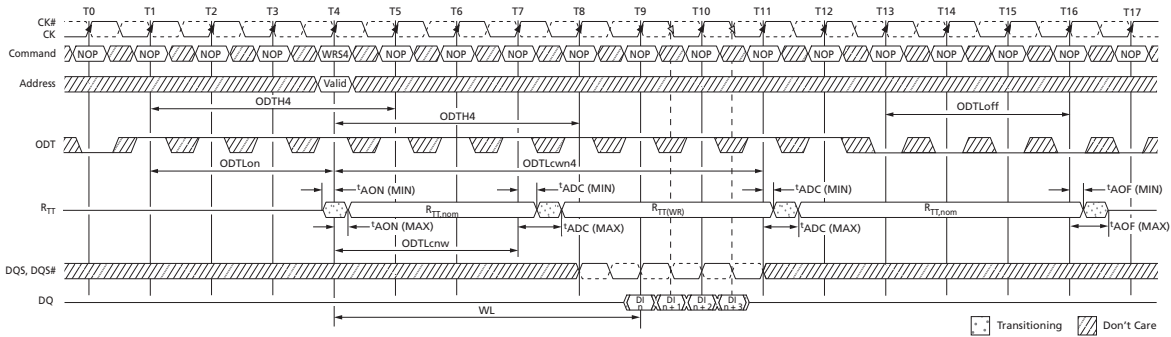 T0 T1 T2 T3 T4 T5 T6 T7 T8 T9 T10 T11 T12 T13 T14 T15 T16 T17
CK#
CK
Command NOP NOP NOP NOP WRS4 NOP NOP NOP NOP NOP NOP NOP NOP NOP NOP NOP NOP NOP
Address Valid
ODTH4
ODTH4 ODTLoff
ODT
ODTLon ODTLcwn4
tAON (MIN) tADC (MIN) tADC (MIN) tAOF (MIN)
RTT RTT,nom RTT(WR) RTT,nom
tAON (MAX) tADC (MAX) tADC (MAX) tAOF (MAX)
ODTLcnw
DQS, DQS#
DQ DI n DI n + 1 DI n + 2 DI n + 3
WL
Transitioning Don't Care